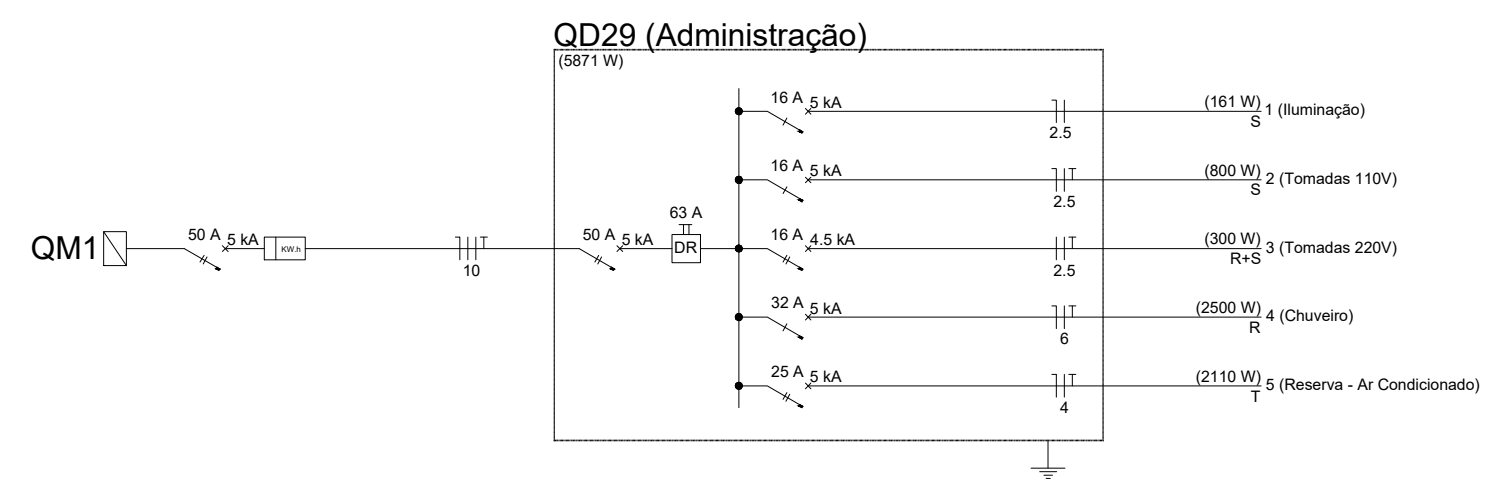 QD29 (Administração)
(5871 W)
16 A 5 kA
2.5
(161 W)
S
1 (Iluminação)
16 A 5 kA
T
2.5
(800 W)
S
2 (Tomadas 110V)
QM1
50 A 5 kA
KW.h
T
10
50 A 5 kA
63 A
DR
16 A 4.5 kA
T
2.5
(300 W)
R+S
3 (Tomadas 220V)
32 A 5 kA
T
6
(2500 W)
R
4 (Chuveiro)
25 A 5 kA
T
4
(2110 W)
T
5 (Reserva - Ar Condicionado)